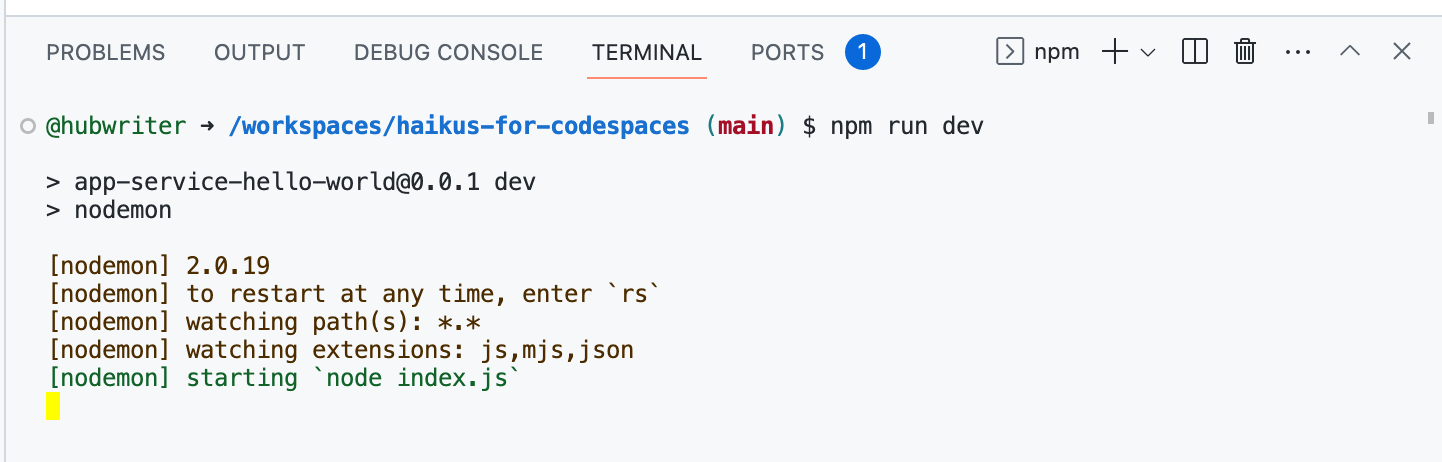 PROBLEMS OUTPUT DEBUG CONSOLE TERMINAL PORTS 1 npm
@hubwriter ➜ /workspaces/haikus-for-codespaces (main) $ npm run dev
> app-service-hello-world@0.0.1 dev
> nodemon
[nodemon] 2.0.19
[nodemon] to restart at any time, enter `rs`
[nodemon] watching path(s): *.*
[nodemon] watching extensions: js,mjs,json
[nodemon] starting `node index.js`